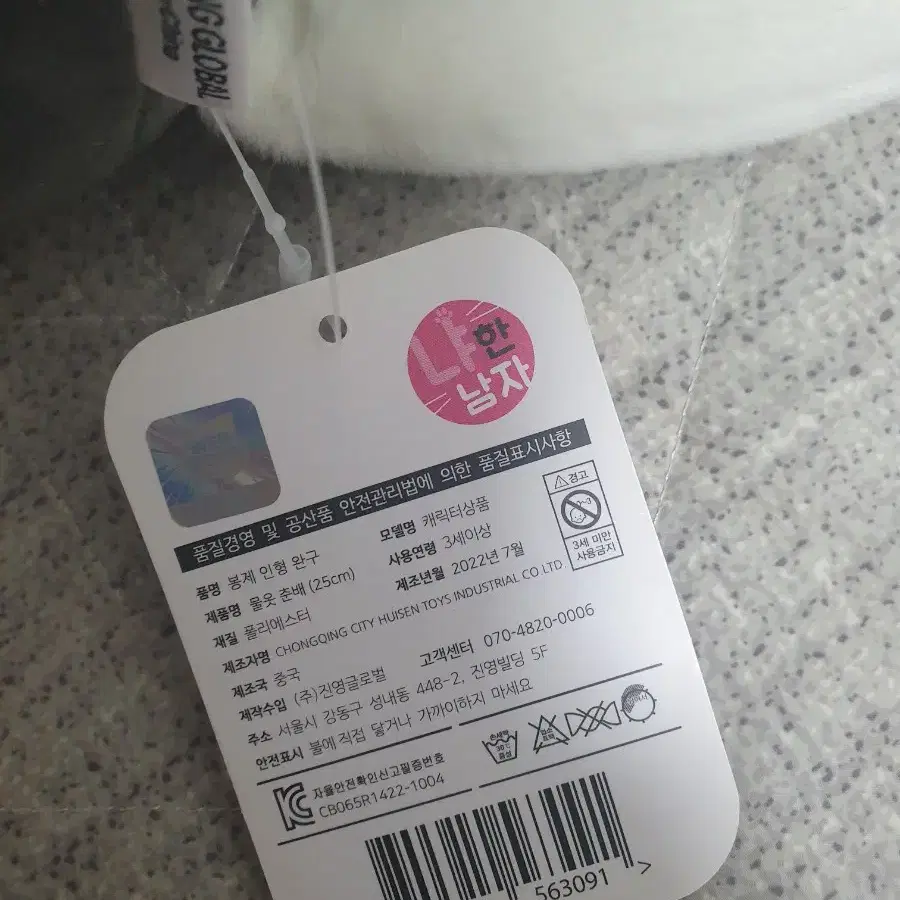 NG GLOBAL
냐한
남자
품질경영 및 공산품 안전관리법에 의한 품질표시사항
품명 봉제 인형 완구
모델명 캐릭터상품
제품명 물옷 춘배 (25cm)
사용연령 3세이상
재질 폴리에스터
제조년월 2022년 7월
제조자명 CHONGQING CITY HUISEN TOYS INDUSTRIAL CO.LTD
제조국 중국
고객센터 070-4820-0006
제작수입 (주)진영글로벌
주소 서울시 강동구 성내동 448-2, 진영빌딩 5F
안전표시 불에 직접 닿거나 가까이하지 마세요
경고
3세 미만
사용금지
손세탁
30℃
중성
자율안전확인신고필증번호
CB065R1422-1004
563091 >